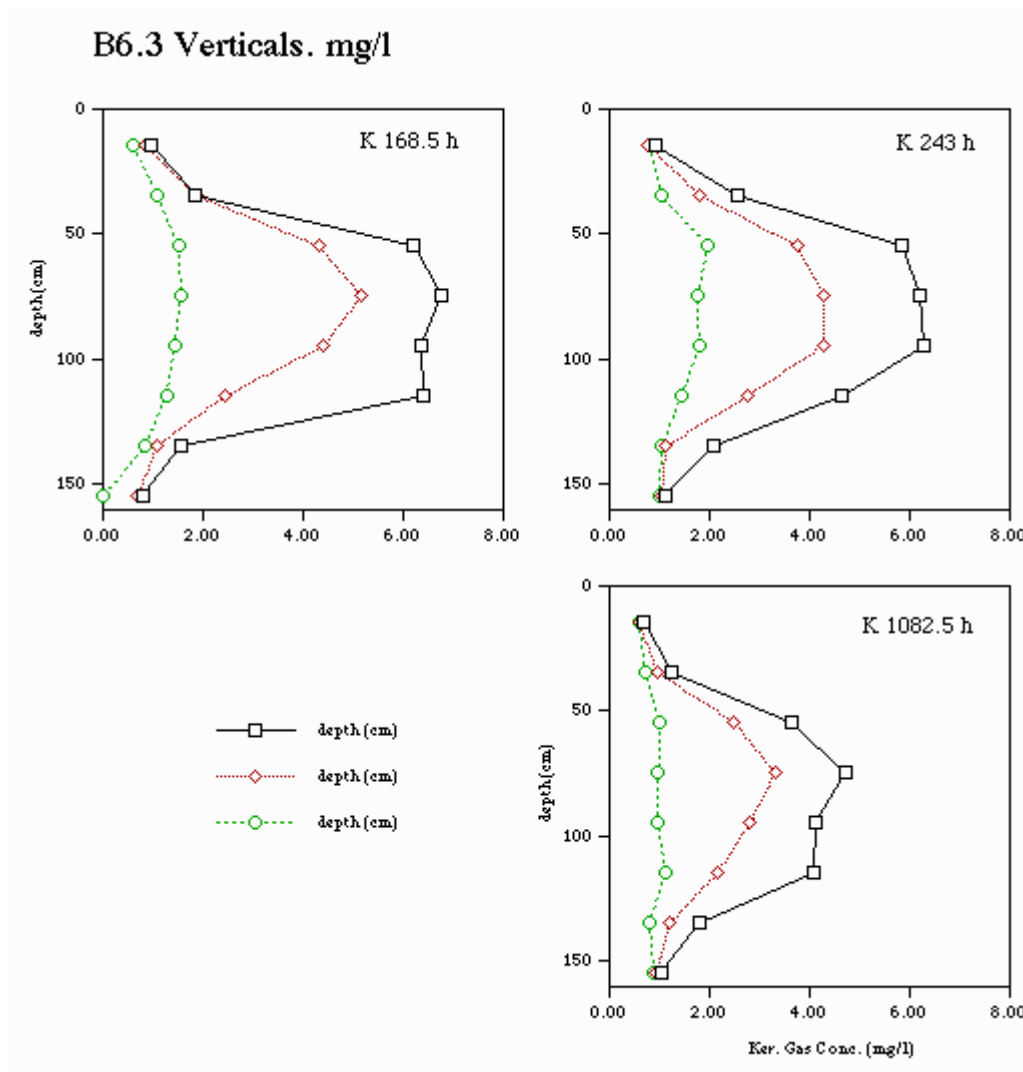 B6.3 Verticals. mg/l
K 168.5 h
0
50
100
150
depth(cm)
0.00 2.00 4.00 6.00 8.00
K 243 h
0
50
100
150
0.00 2.00 4.00 6.00 8.00
K 1082.5 h
0
50
100
150
depth(cm)
0.00 2.00 4.00 6.00 8.00
Ker. Gas Conc. (mg/l)
depth(cm)
depth(cm)
depth(cm)